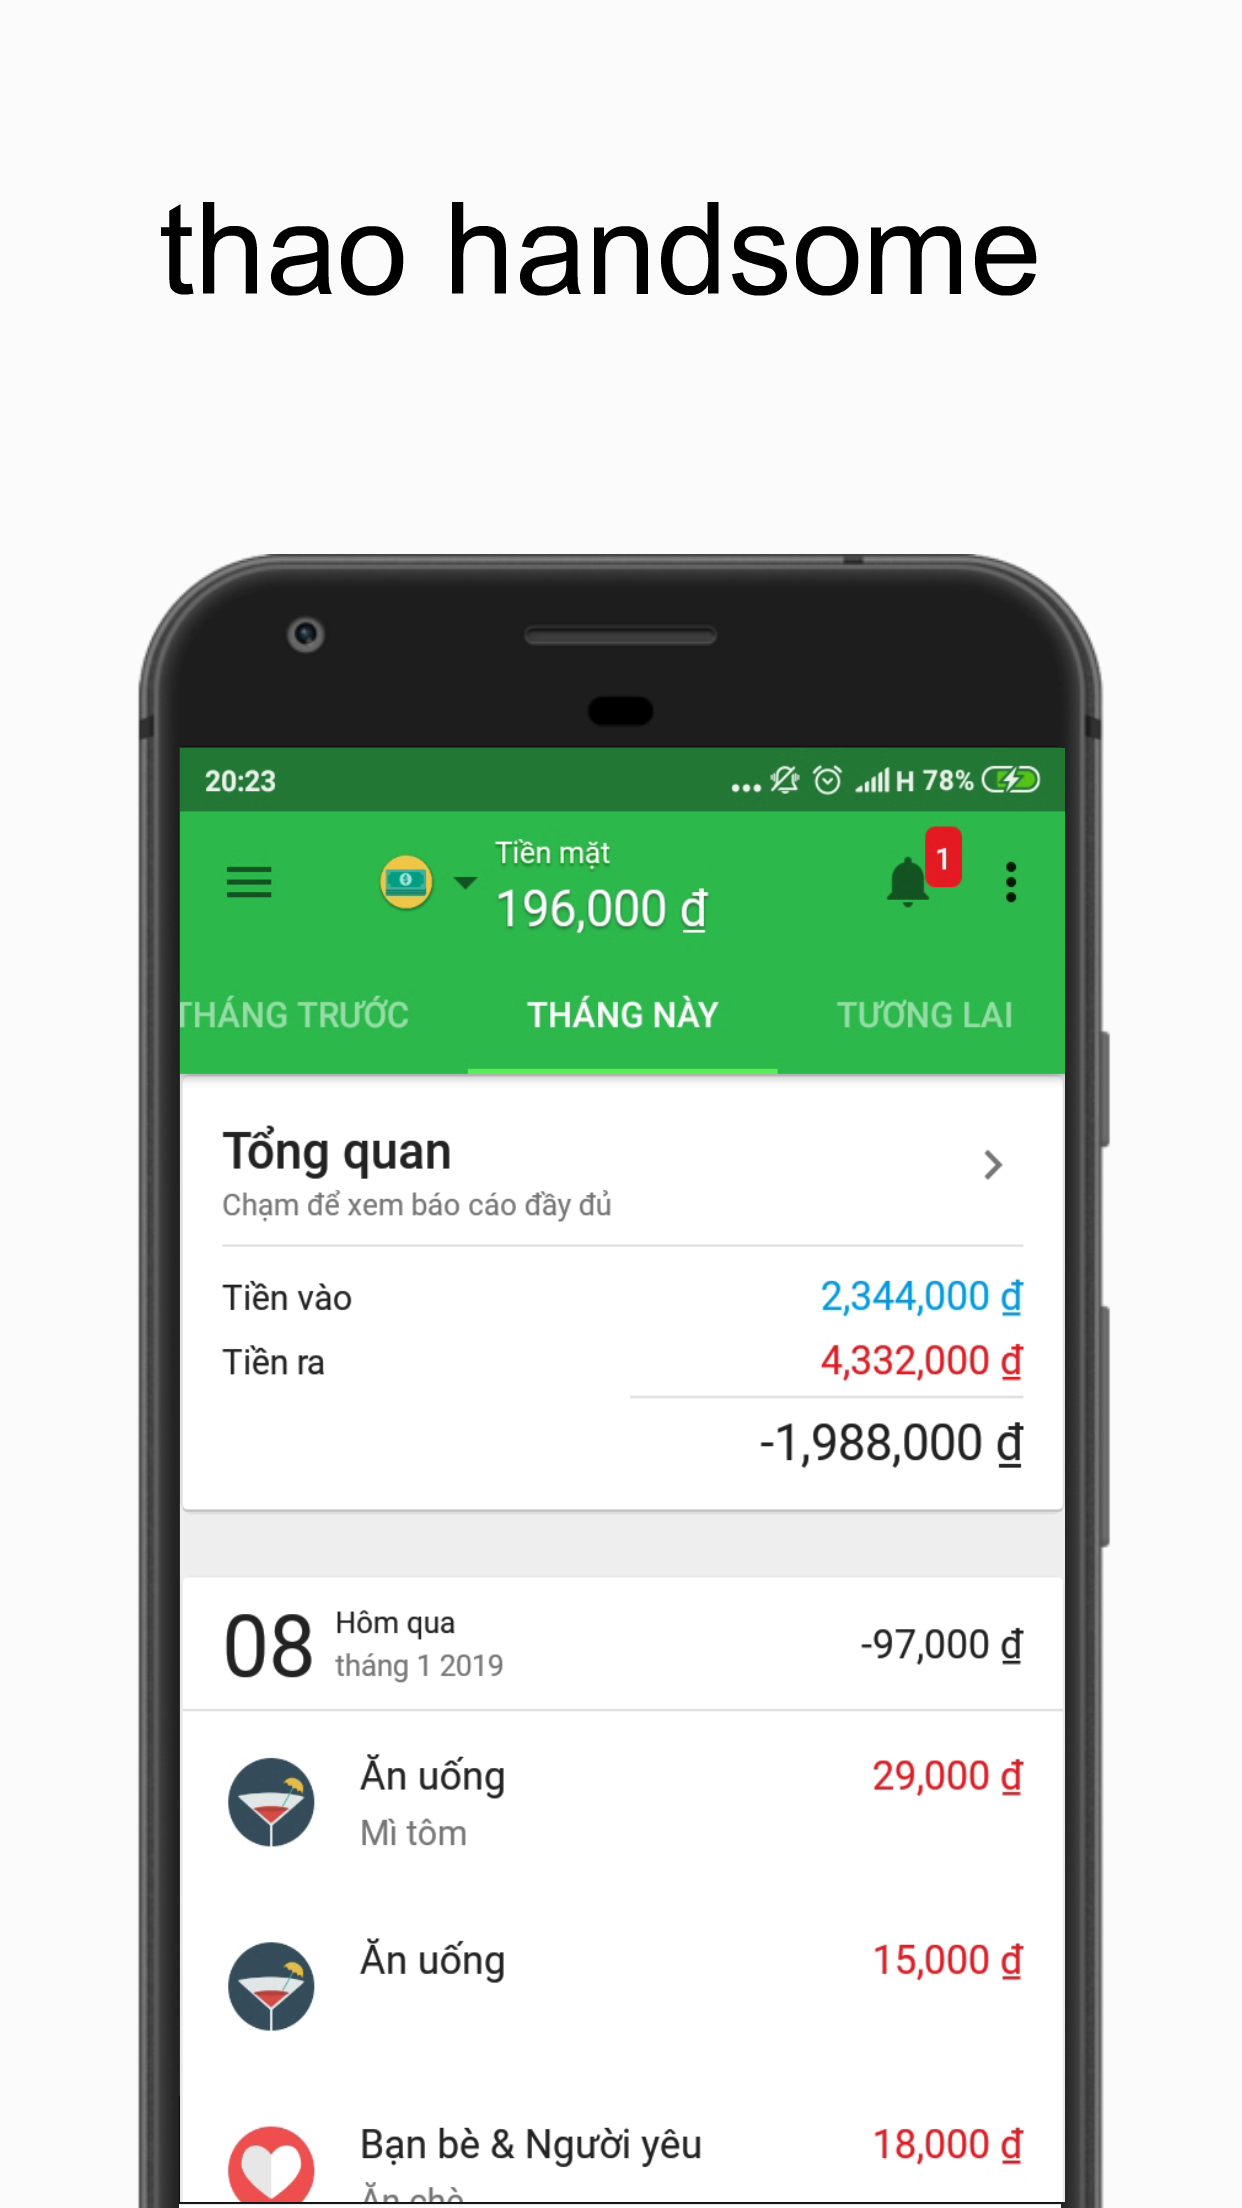 thao handsome
20:23
H 78%
Tiền mặt
196,000 ₫
1
THÁNG TRƯỚC THÁNG NÀY TƯƠNG LAI
Tổng quan
Chạm để xem báo cáo đầy đủ
Tiền vào 2,344,000 ₫
Tiền ra 4,332,000 ₫
-1,988,000 ₫
08 Hôm qua -97,000 ₫
tháng 1 2019
Ăn uống 29,000 ₫
Mì tôm
Ăn uống 15,000 ₫
Bạn bè & Người yêu 18,000 ₫
Ăn chè